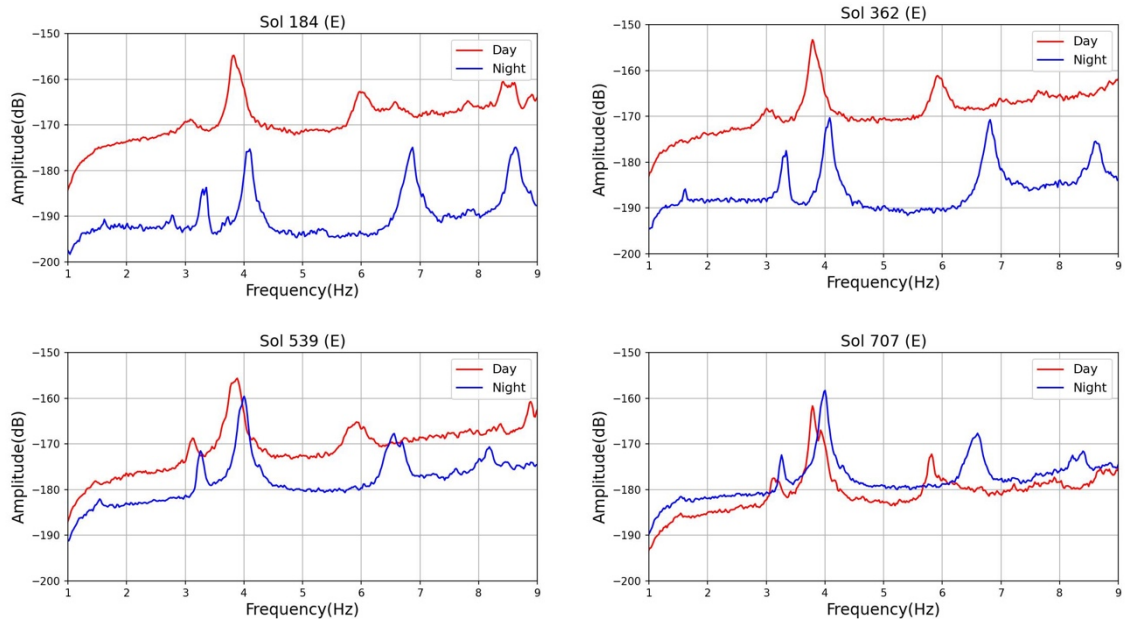 Sol 184 (E)
Amplitude(dB)
−150
−160
−170
−180
−190
−200
Day
Night
1 2 3 4 5 6 7 8 9
Frequency(Hz)
Sol 362 (E)
Amplitude(dB)
−150
−160
−170
−180
−190
−200
Day
Night
1 2 3 4 5 6 7 8 9
Frequency(Hz)
Sol 539 (E)
Amplitude(dB)
−150
−160
−170
−180
−190
−200
Day
Night
1 2 3 4 5 6 7 8 9
Frequency(Hz)
Sol 707 (E)
Amplitude(dB)
−150
−160
−170
−180
−190
−200
Day
Night
1 2 3 4 5 6 7 8 9
Frequency(Hz)